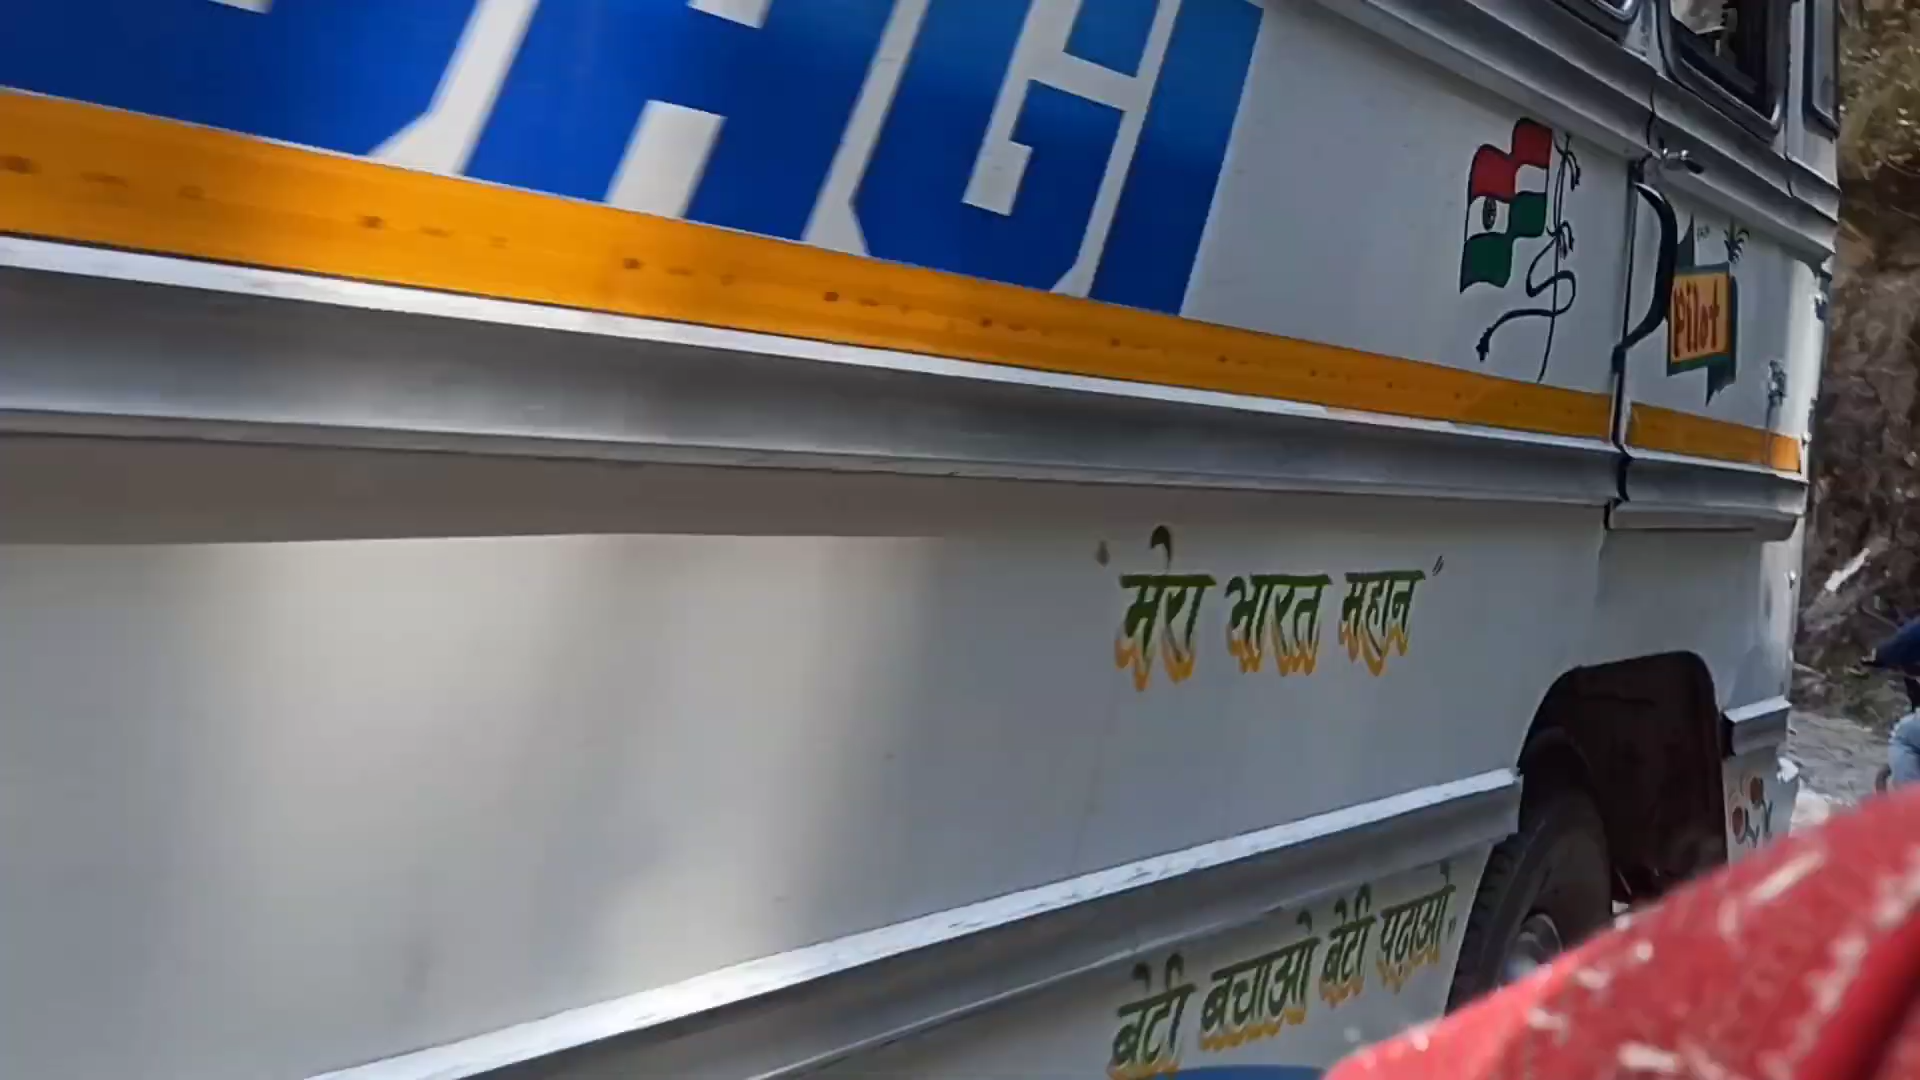 Pilot
"मेरा भारत महान"
बेटी बचाओ बेटी पढ़ाओ"